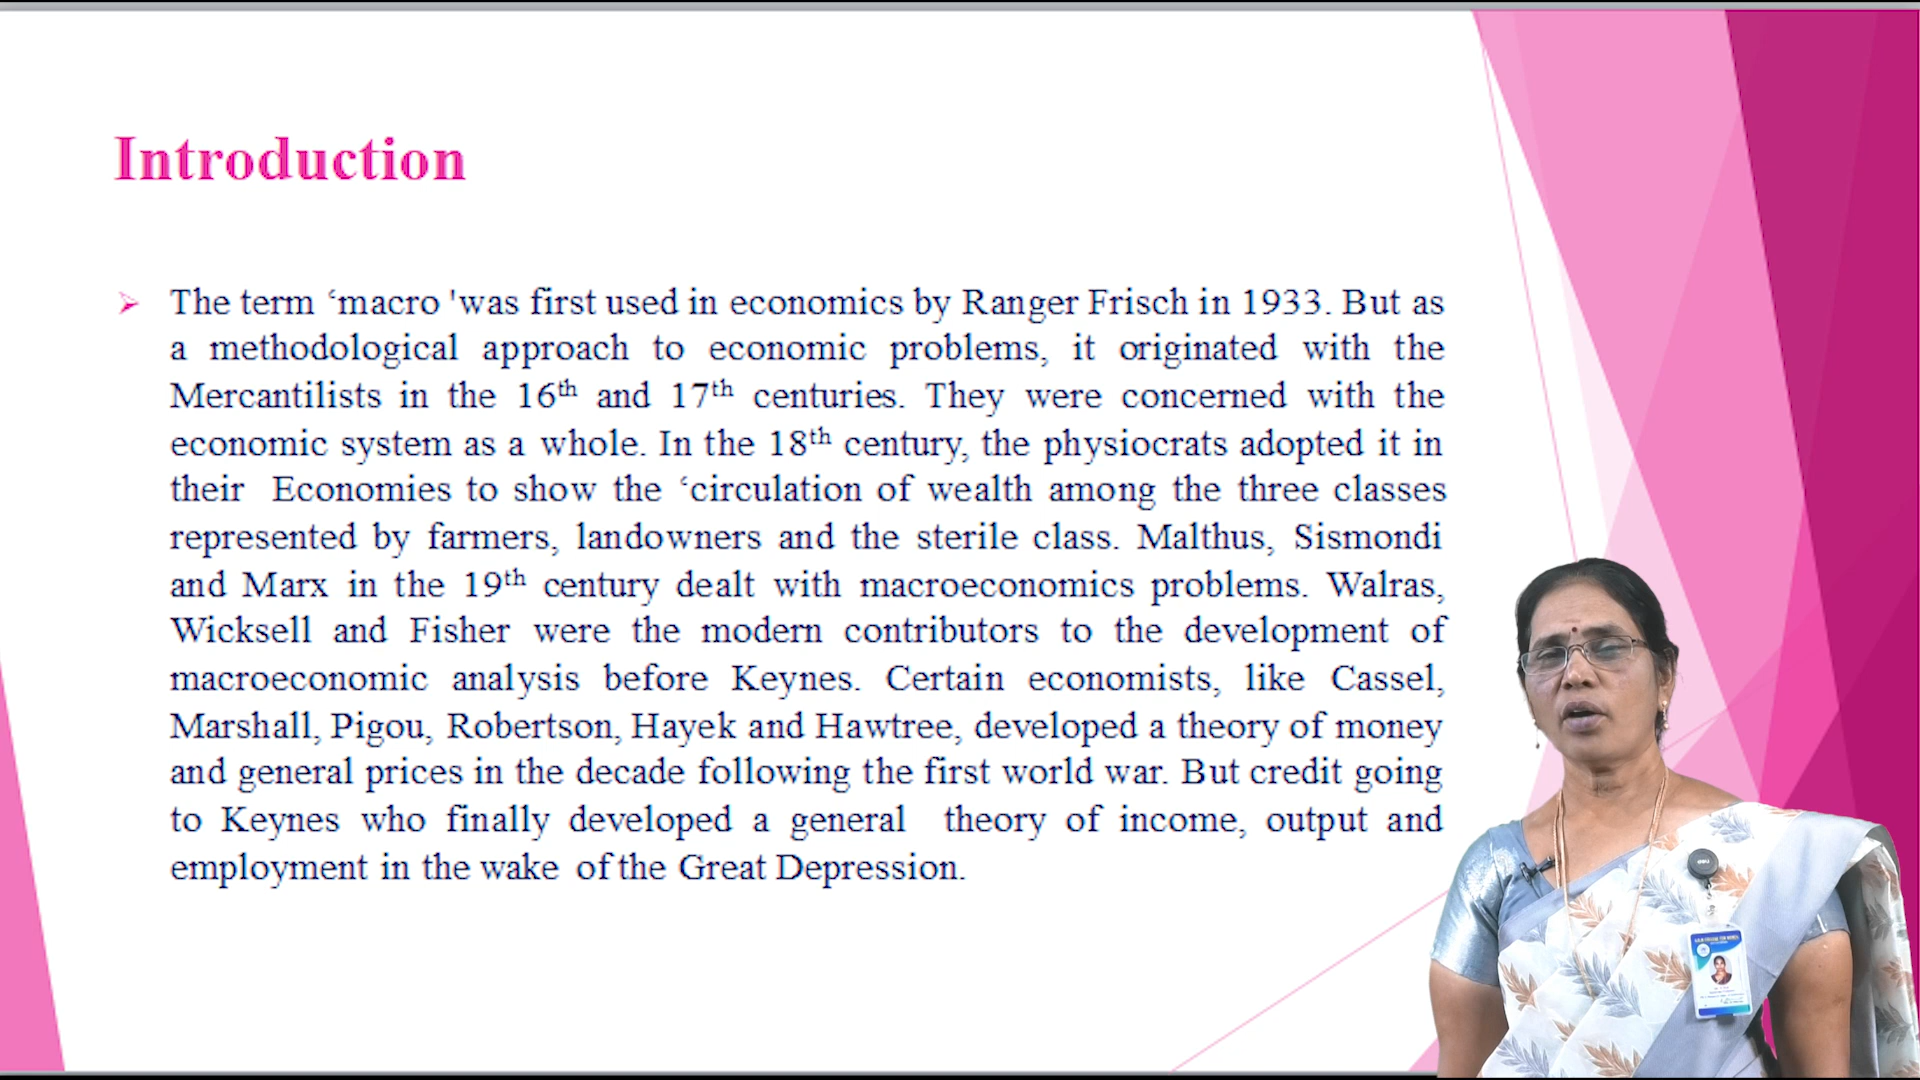 Introduction
➢ The term ‘macro 'was first used in economics by Ranger Frisch in 1933. But as
a methodological approach to economic problems, it originated with the
Mercantilists in the 16th and 17th centuries. They were concerned with the
economic system as a whole. In the 18th century, the physiocrats adopted it in
their Economies to show the ‘circulation of wealth among the three classes
represented by farmers, landowners and the sterile class. Malthus, Sismondi
and Marx in the 19th century dealt with macroeconomics problems. Walras,
Wicksell and Fisher were the modern contributors to the development of
macroeconomic analysis before Keynes. Certain economists, like Cassel,
Marshall, Pigou, Robertson, Hayek and Hawtree, developed a theory of money
and general prices in the decade following the first world war. But credit going
to Keynes who finally developed a general theory of income, output and
employment in the wake of the Great Depression.
deli